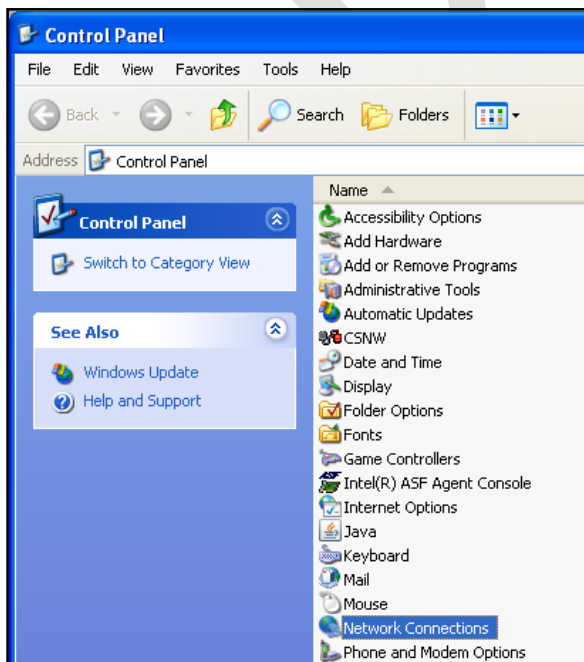 Control Panel
File Edit View Favorites Tools Help
Back Search Folders
Address Control Panel
Control Panel
Switch to Category View
See Also
Windows Update
Help and Support
Name
Accessibility Options
Add Hardware
Add or Remove Programs
Administrative Tools
Automatic Updates
CSNW
Date and Time
Display
Folder Options
Fonts
Game Controllers
Intel(R) ASF Agent Console
Internet Options
Java
Keyboard
Mail
Mouse
Network Connections
Phone and Modem Options